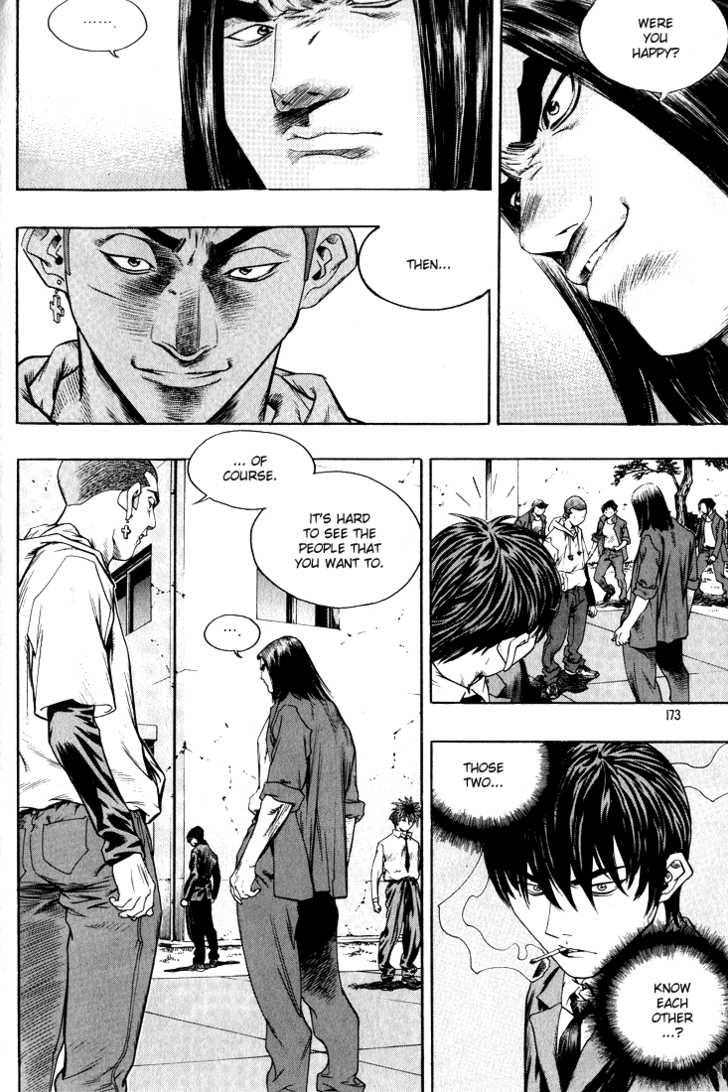 ......
WERE
YOU
HAPPY?
THEN...
... OF
COURSE.
IT'S HARD
TO SEE THE
PEOPLE THAT
YOU WANT TO.
....
173
THOSE
TWO...
KNOW
EACH
OTHER
...?